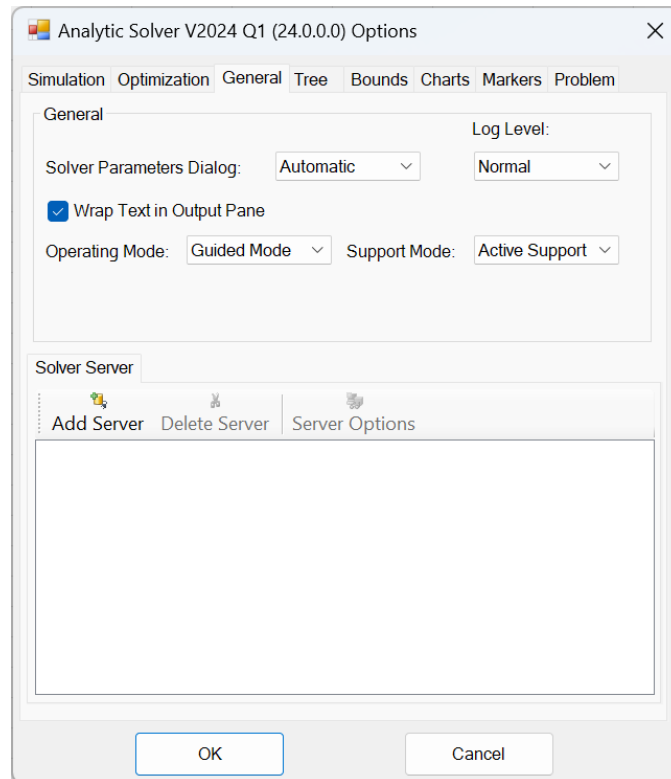 Analytic Solver V2024 Q1 (24.0.0.0) Options
Simulation Optimization General Tree Bounds Charts Markers Problem
General
Log Level:
Solver Parameters Dialog: Automatic Normal
Wrap Text in Output Pane
Operating Mode: Guided Mode Support Mode: Active Support
Solver Server
Add Server Delete Server Server Options
OK Cancel